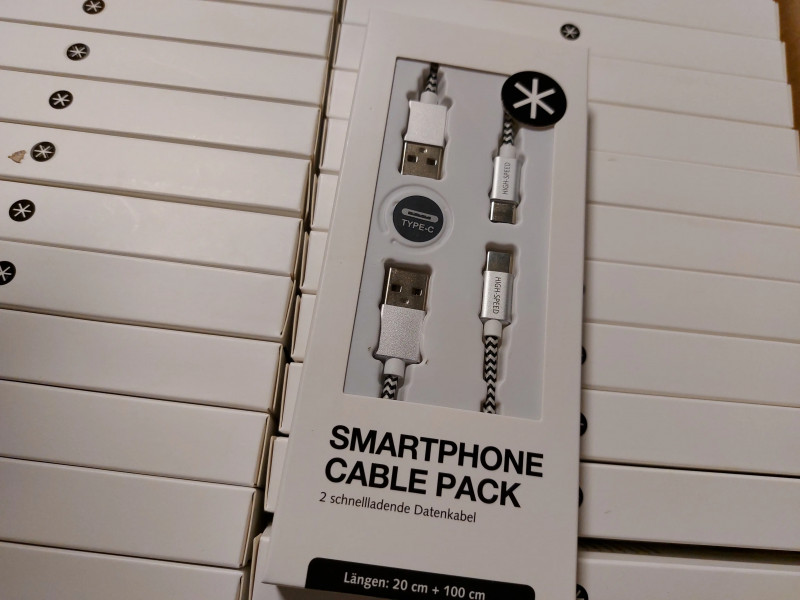 HIGH-SPEED
TYPE-C
HIGH-SPEED
SMARTPHONE
CABLE PACK
2 schnellladende Datenkabel
Längen: 20 cm + 100 cm